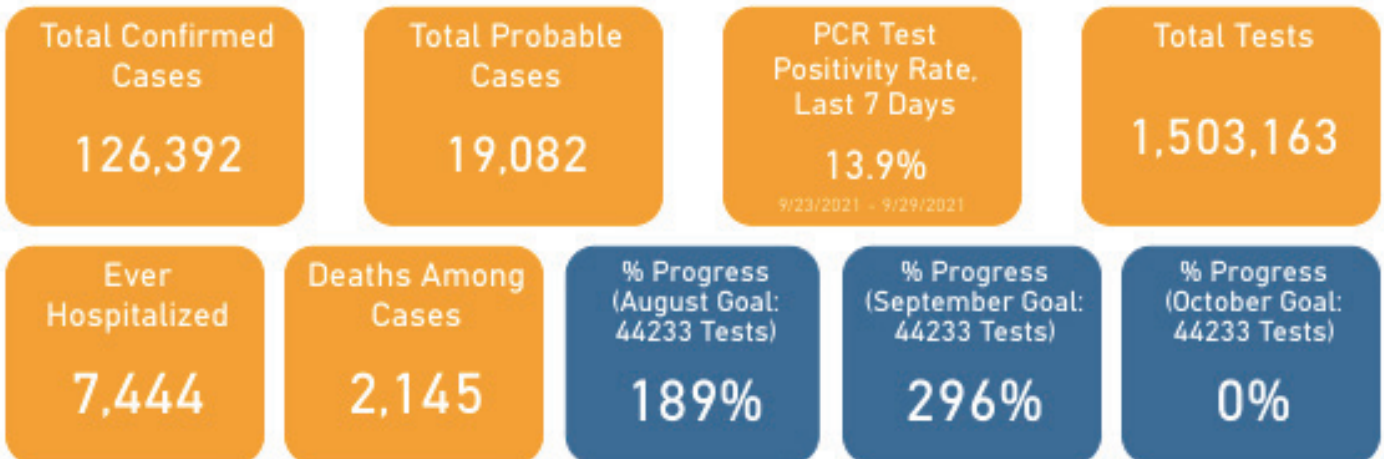 Total Confirmed
Cases
126,392
Total Probable
Cases
19,082
PCR Test
Positivity Rate,
Last 7 Days
13.9%
9/23/2021 - 9/29/2021
Total Tests
1,503,163
Ever
Hospitalized
7,444
Deaths Among
Cases
2,145
% Progress
(August Goal:
44233 Tests)
189%
% Progress
(September Goal:
44233 Tests)
296%
% Progress
(October Goal:
44233 Tests)
0%